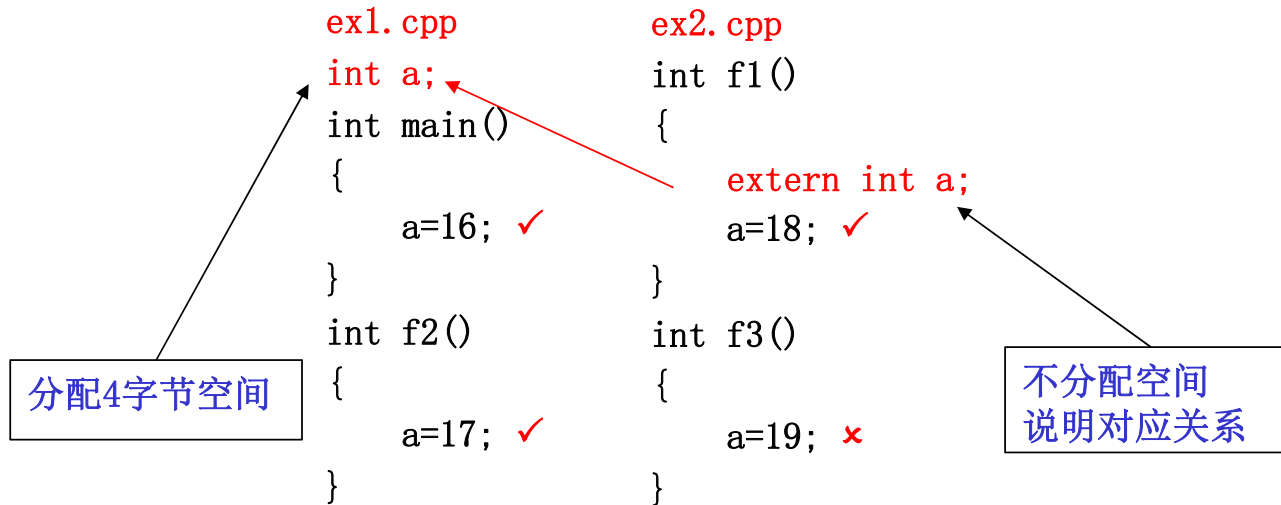 ex1.cpp
int a;
int main()
{
a=16; ✓
}
int f2()
{
a=17; ✓
}
ex2.cpp
int f1()
{
extern int a;
a=18; ✓
}
int f3()
{
a=19; ×
}
分配4字节空间
不分配空间
说明对应关系